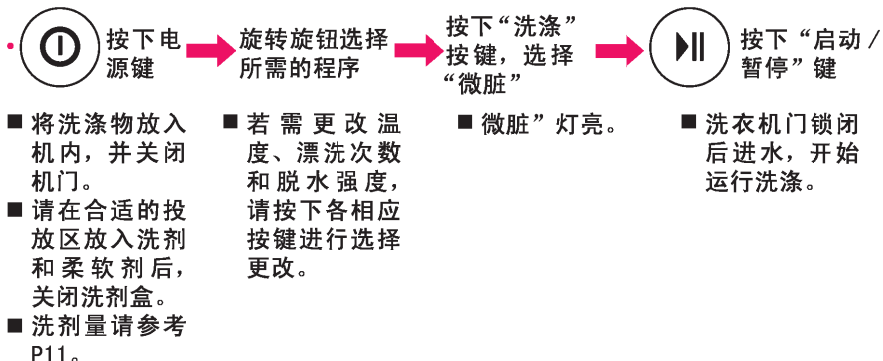 按下电
源键
旋转旋钮选择
所需的程序
按下“洗涤”
按键，选择
“微脏”
按下“启动/
暂停”键
■ 将洗涤物放入
机内，并关闭
机门。
■ 请在合适的投
放区放入洗剂
和柔软剂后，
关闭洗剂盒。
■ 洗剂量请参考
P11。
■ 若需更改温
度、漂洗次数
和脱水强度，
请按下各相应
按键进行选择
更改。
■ 微脏”灯亮。
■ 洗衣机门锁闭
后进水，开始
运行洗涤。